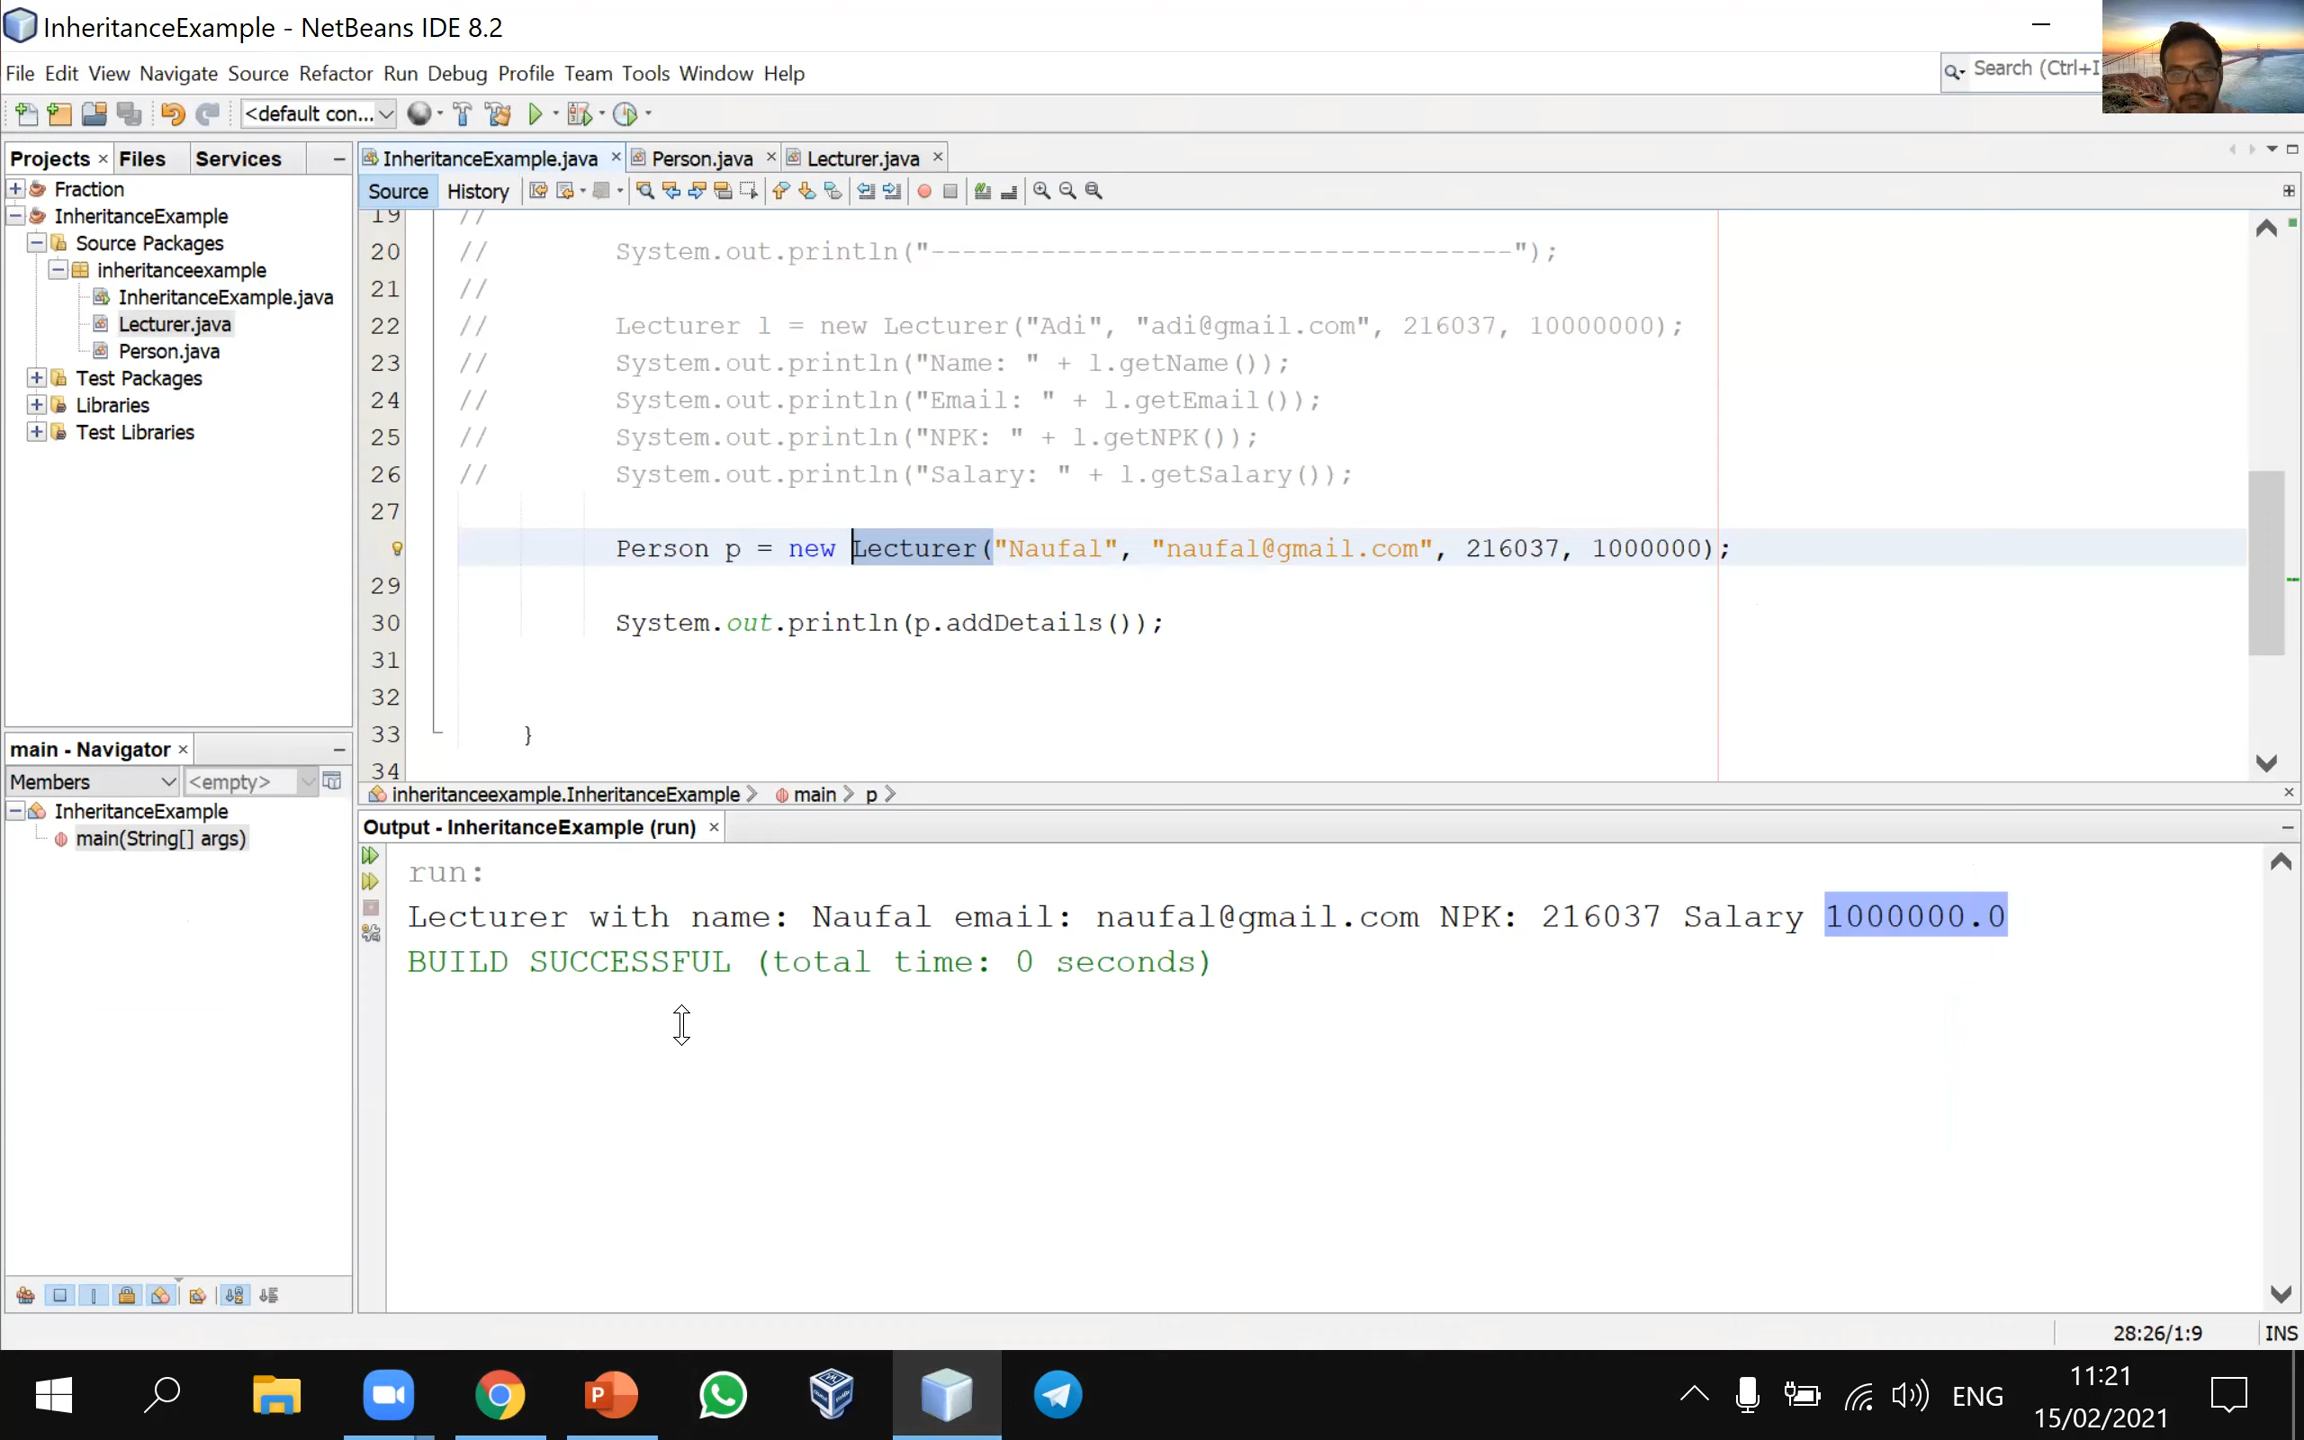 InheritanceExample - NetBeans IDE 8.2
File Edit View Navigate Source Refactor Run Debug Profile Team Tools Window Help
Search (Ctrl+I
<default con...
Projects Files Services
InheritanceExample.java Person.java Lecturer.java
Source History
Fraction
InheritanceExample
Source Packages
inheritanceexample
InheritanceExample.java
Lecturer.java
Person.java
Test Packages
Libraries
Test Libraries
19 //
20 // System.out.println("-------------------------------------");
21 //
22 // Lecturer l = new Lecturer("Adi", "adi@gmail.com", 216037, 10000000);
23 // System.out.println("Name: " + l.getName());
24 // System.out.println("Email: " + l.getEmail());
25 // System.out.println("NPK: " + l.getNPK());
26 // System.out.println("Salary: " + l.getSalary());
27
Person p = new Lecturer("Naufal", "naufal@gmail.com", 216037, 1000000);
29
30 System.out.println(p.addDetails());
31
32
33 }
34
inheritanceexample.InheritanceExample main p
main - Navigator
Members <empty>
InheritanceExample
main(String[] args)
Output - InheritanceExample (run)
run:
Lecturer with name: Naufal email: naufal@gmail.com NPK: 216037 Salary 1000000.0
BUILD SUCCESSFUL (total time: 0 seconds)
28:26/1:9 INS
ENG
11:21
15/02/2021